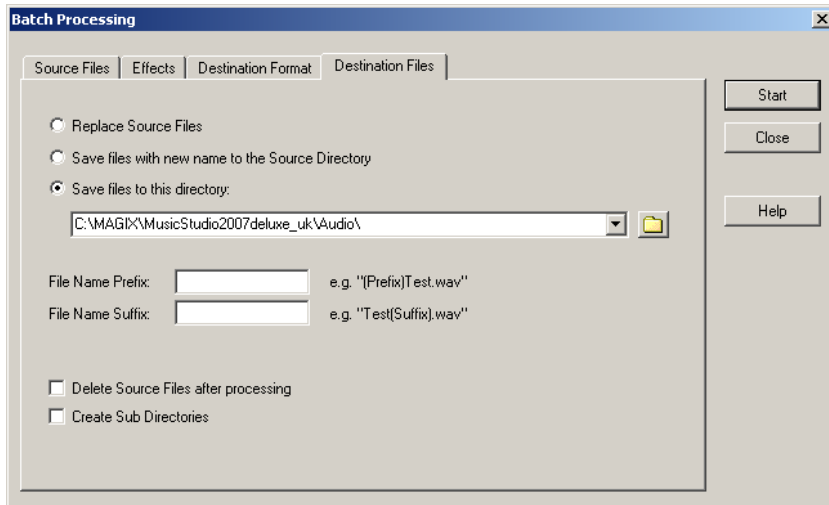 Batch Processing
Source Files Effects Destination Format Destination Files
Start
Replace Source Files
Close
Save files with new name to the Source Directory
Save files to this directory:
Help
C:\MAGIX\MusicStudio2007deluxe_uk\Audio\
File Name Prefix: e.g. "(Prefix)Test.wav"
File Name Suffix: e.g. "Test(Suffix).wav"
Delete Source Files after processing
Create Sub Directories